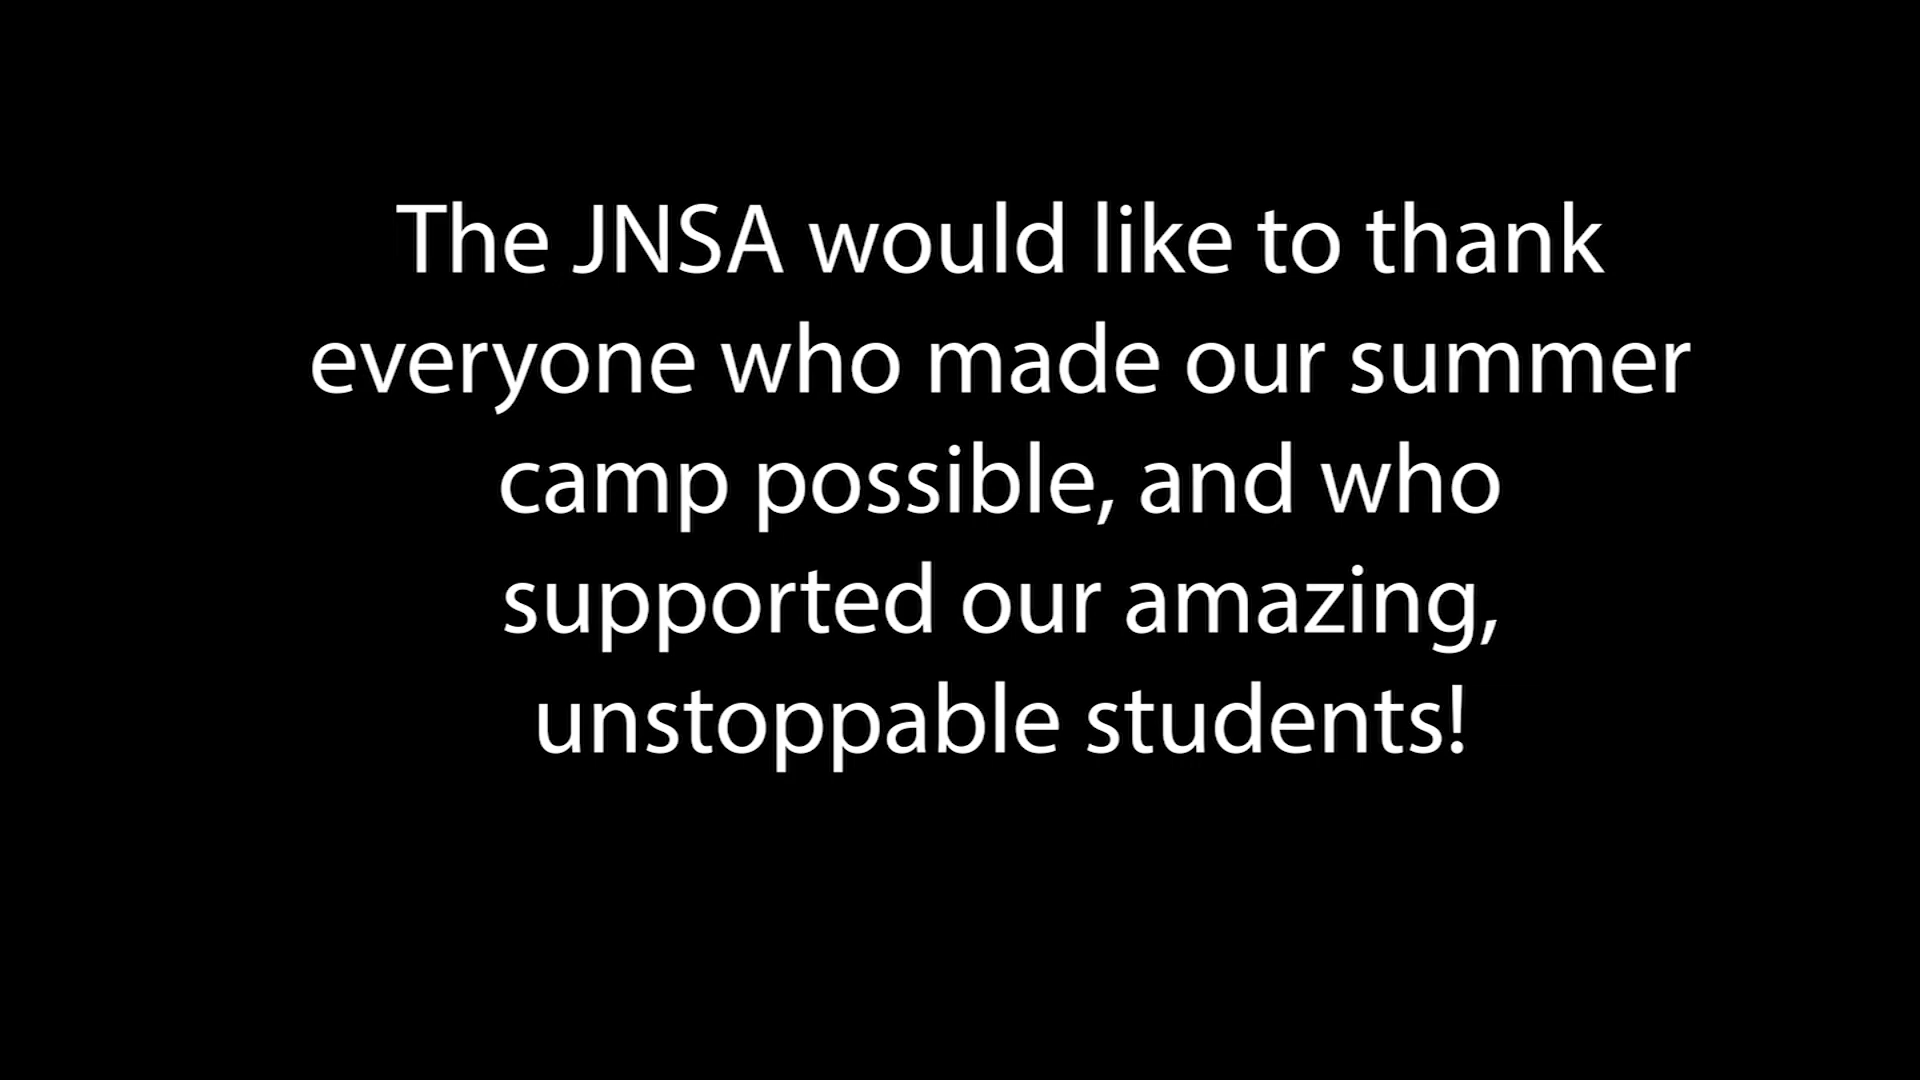 The JNSA would like to thank
everyone who made our summer
camp possible, and who
supported our amazing,
unstoppable students!